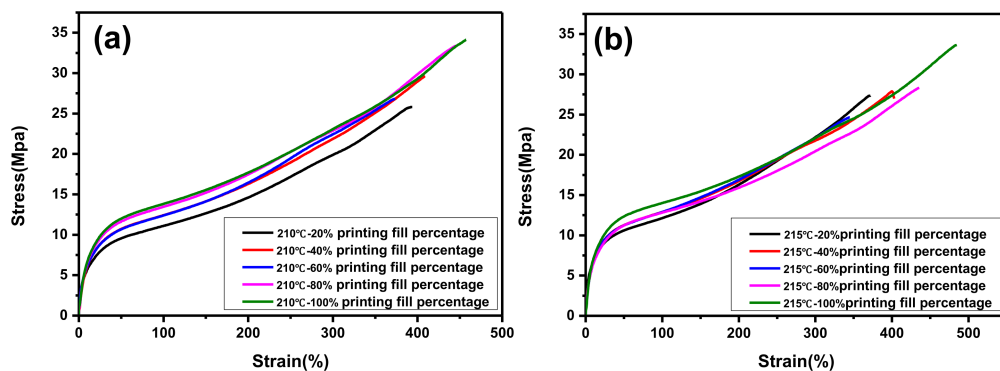 (a)
Stress(Mpa)
35
30
25
20
15
10
5
0
210℃-20% printing fill percentage
210℃-40% printing fill percentage
210℃-60% printing fill percentage
210℃-80% printing fill percentage
210℃-100% printing fill percentage
0 100 200 300 400 500
Strain(%)
(b)
Stress(Mpa)
35
30
25
20
15
10
5
0
215℃-20%printing fill percentage
215℃-40%printing fill percentage
215℃-60%printing fill percentage
215℃-80%printing fill percentage
215℃-100%printing fill percentage
0 100 200 300 400 500
Strain(%)